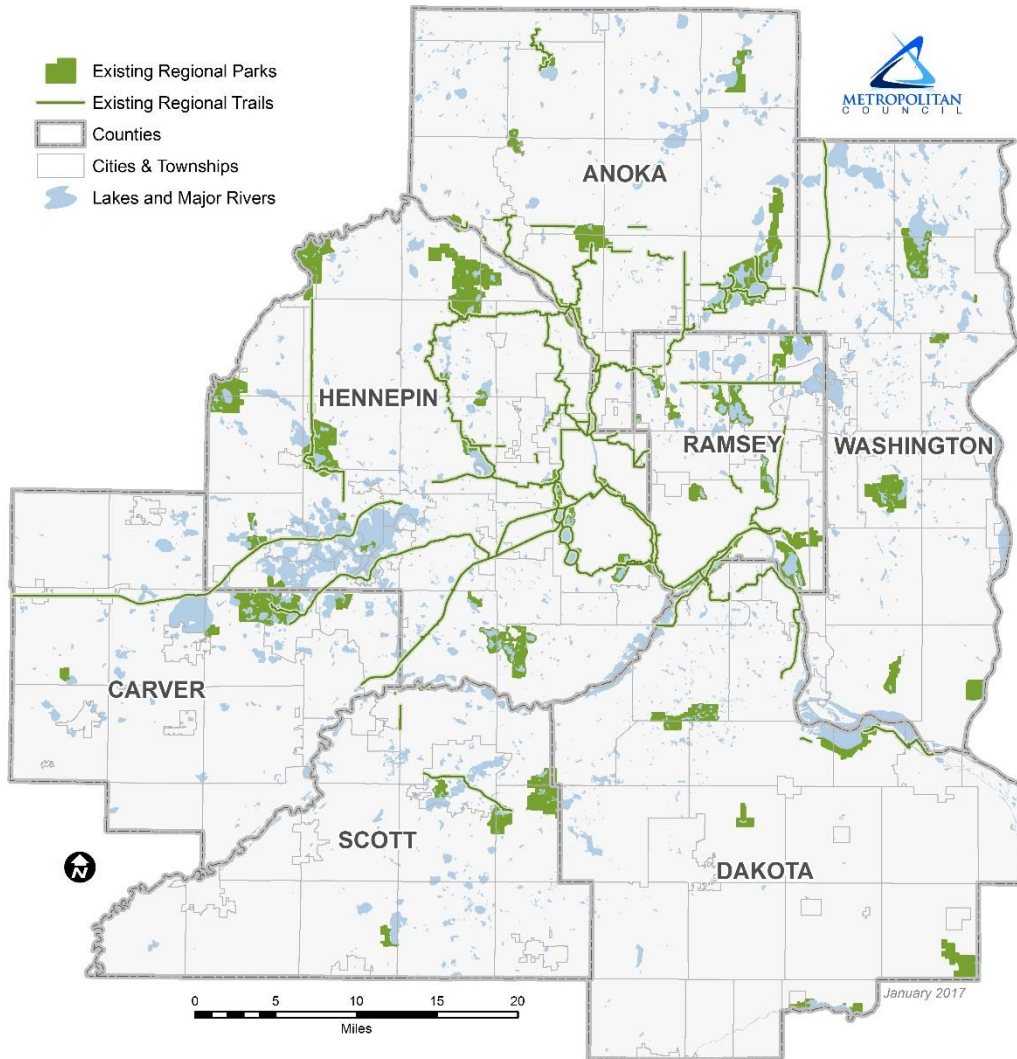 Existing Regional Parks
Existing Regional Trails
Counties
Cities & Townships
Lakes and Major Rivers
METROPOLITAN
COUNCIL
ANOKA
HENNEPIN
RAMSEY
WASHINGTON
CARVER
SCOTT
DAKOTA
N
0 5 10 15 20
Miles
January 2017